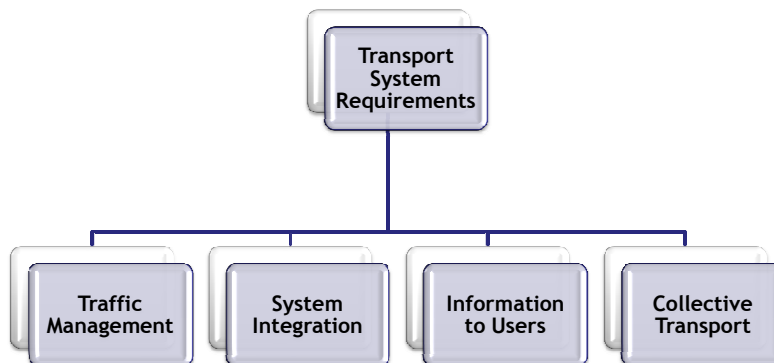 Transport
System
Requirements
Traffic
Management
System
Integration
Information
to Users
Collective
Transport